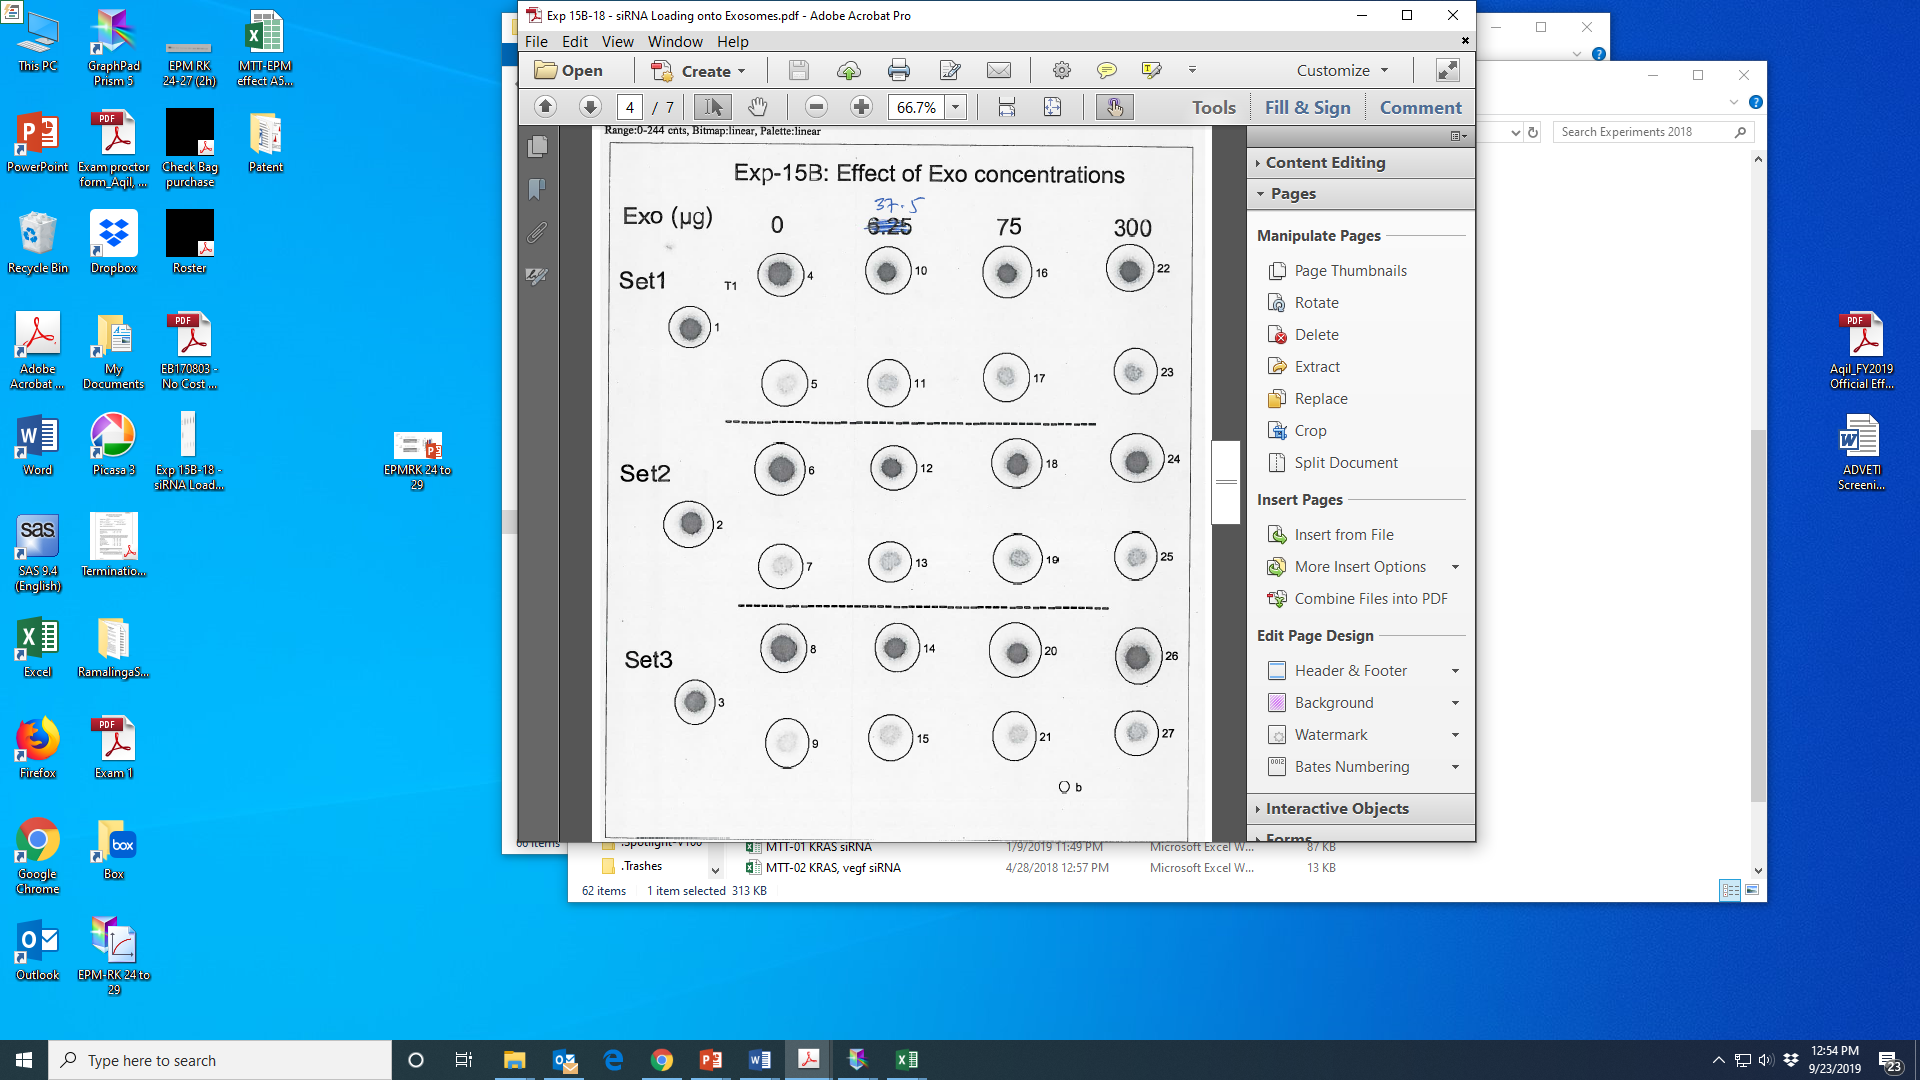 This PC
GraphPad Prism 5
EPM RK 24-27 (2h)
MTT-EPM effect A5...
PowerPoint
Exam proctor form_Aqil, ...
Check Bag purchase
Patent
Recycle Bin
Dropbox
Roster
Adobe Acrobat ...
My Documents
EB170803 - No Cost ...
Word
Picasa 3
Exp 15B-18 - siRNA Load...
EPMRK 24 to 29
SAS 9.4 (English)
Terminatio...
Excel
RamalingaS...
Firefox
Exam 1
Google Chrome
Box
Outlook
EPM-RK 24 to 29
Exp 15B-18 - siRNA Loading onto Exosomes.pdf - Adobe Acrobat Pro
File Edit View Window Help
Open Create Customize
4 / 7 66.7% Tools Fill & Sign Comment
Range:0-244 cnts, Bitmap:linear, Palette:linear
Exp-15B: Effect of Exo concentrations
37.5
Exo (µg) 0 6.25 75 300
Set1 T1 4 10 16 22
1
5 11 17 23
Set2 6 12 18 24
2
7 13 19 25
Set3 8 14 20 26
3
9 15 21 27
b
Content Editing
Pages
Manipulate Pages
Page Thumbnails
Rotate
Delete
Extract
Replace
Crop
Split Document
Insert Pages
Insert from File
More Insert Options
Combine Files into PDF
Edit Page Design
Header & Footer
Background
Watermark
Bates Numbering
Interactive Objects
Forms
Search Experiments 2018
66 items
.Spotlight-V100 MTT-01 KRAS siRNA 1/9/2019 11:49 PM Microsoft Excel W... 87 KB
.Trashes MTT-02 KRAS, vegf siRNA 4/28/2018 12:57 PM Microsoft Excel W... 13 KB
62 items 1 item selected 313 KB
Aqil_FY2019 Official Eff...
ADVETI Screeni...
Type here to search
12:54 PM
9/23/2019
23